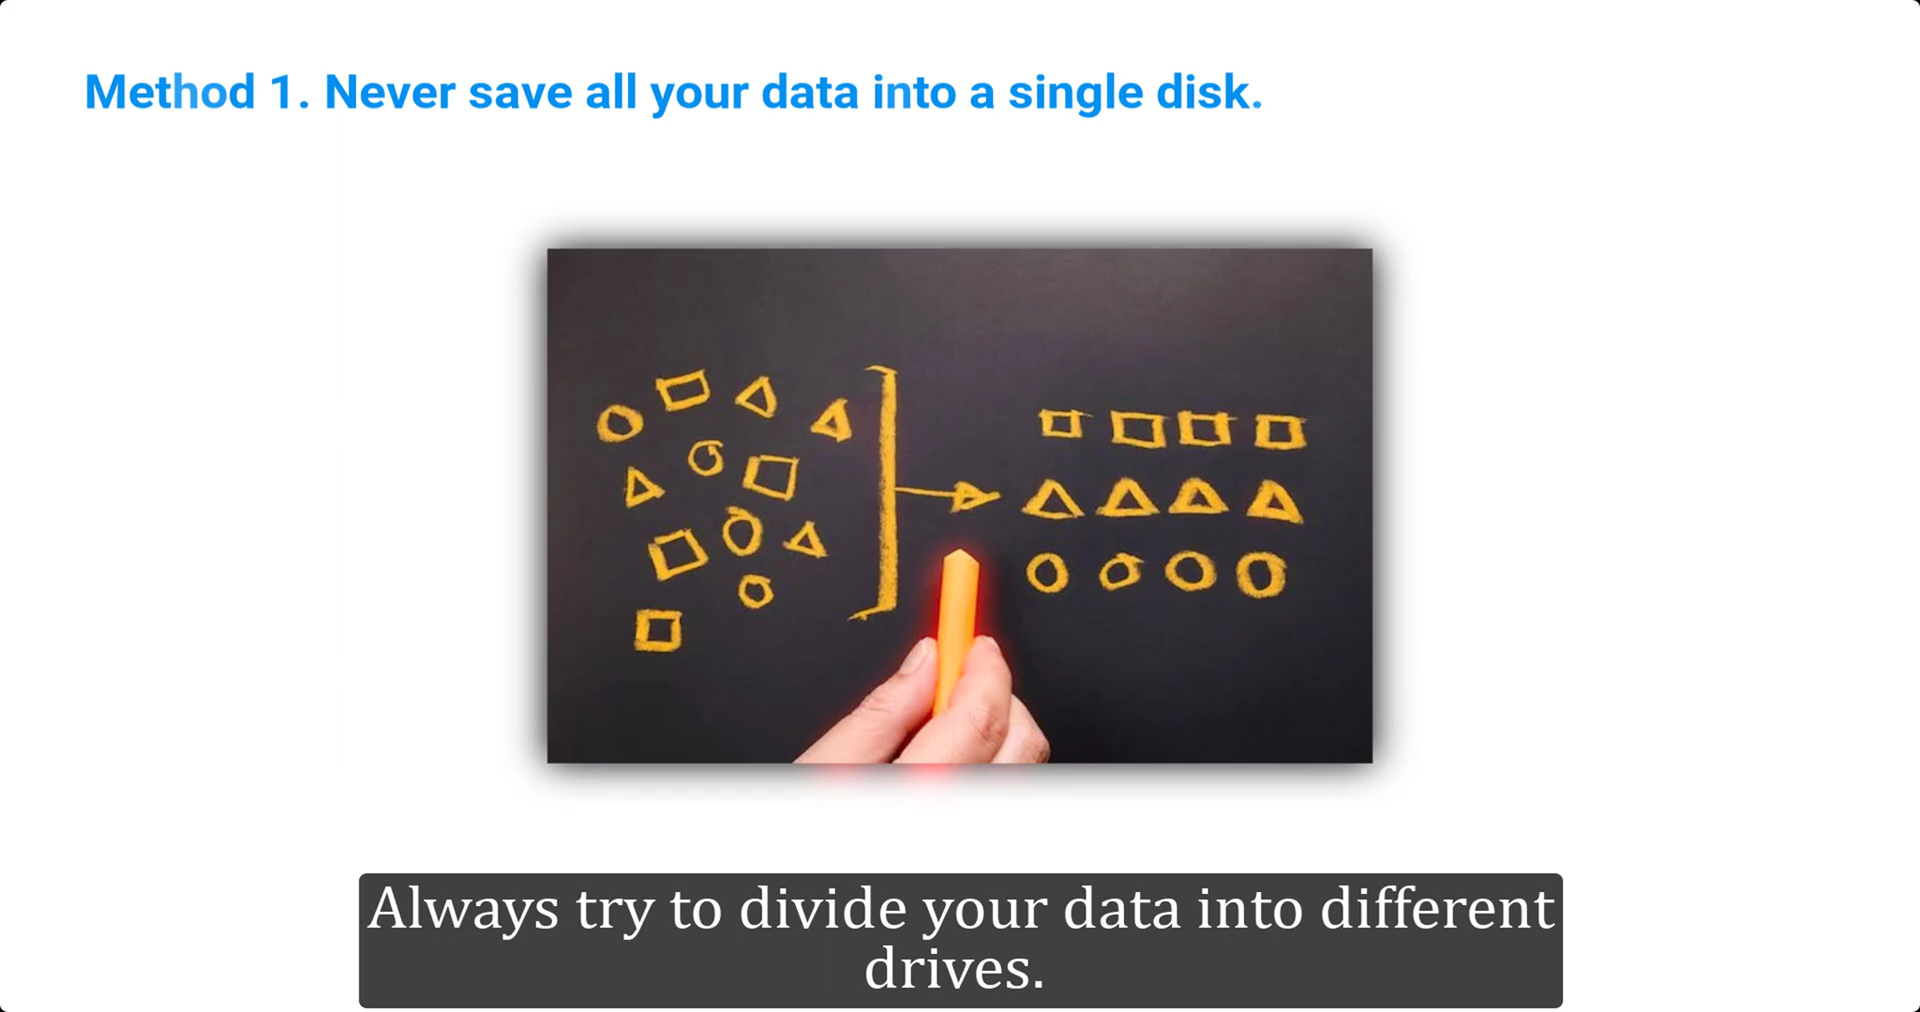 Method 1. Never save all your data into a single disk.
Always try to divide your data into different
drives.